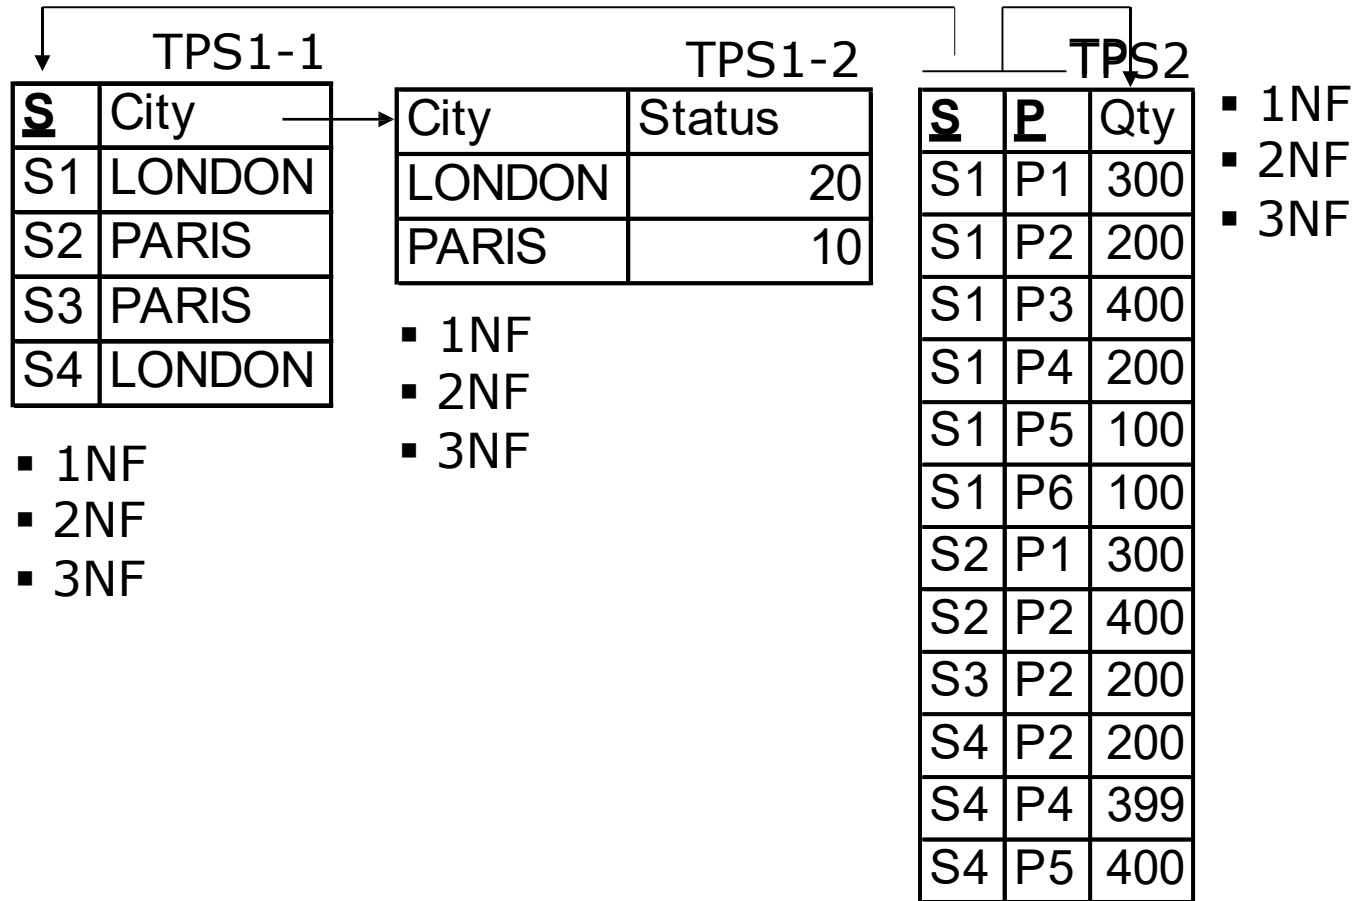 TPS1-1
S City
S1 LONDON
S2 PARIS
S3 PARIS
S4 LONDON
▪ 1NF
▪ 2NF
▪ 3NF
TPS1-2
City Status
LONDON 20
PARIS 10
▪ 1NF
▪ 2NF
▪ 3NF
TPS2
S P Qty
S1 P1 300
S1 P2 200
S1 P3 400
S1 P4 200
S1 P5 100
S1 P6 100
S2 P1 300
S2 P2 400
S3 P2 200
S4 P2 200
S4 P4 399
S4 P5 400
▪ 1NF
▪ 2NF
▪ 3NF